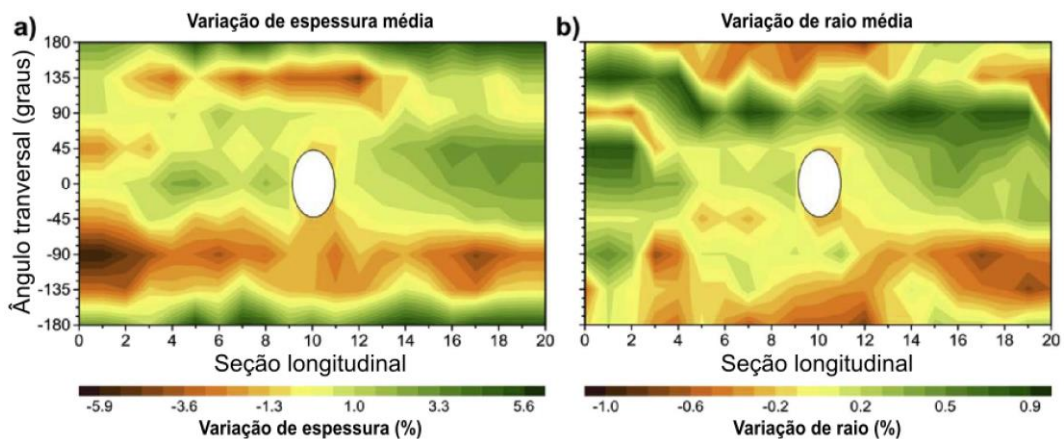 a) Variação de espessura média
b) Variação de raio média
Ângulo tranversal (graus)
180
135
90
45
0
-45
-90
-135
-180
0 2 4 6 8 10 12 14 16 18 20
0 2 4 6 8 10 12 14 16 18 20
Seção longitudinal
Seção longitudinal
-5.9 -3.6 -1.3 1.0 3.3 5.6
-1.0 -0.6 -0.2 0.2 0.5 0.9
Variação de espessura (%)
Variação de raio (%)